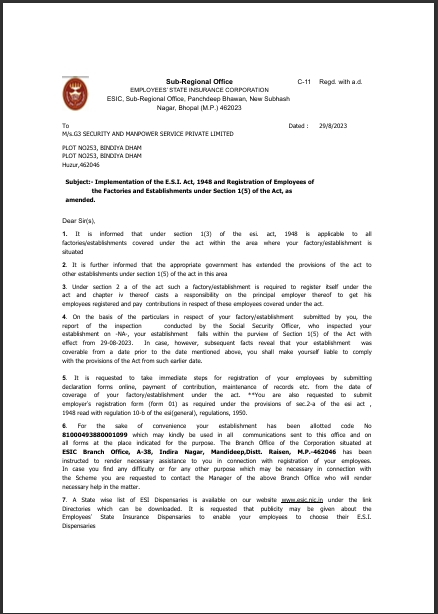 Sub-Regional Office
C-11 Regd. with a.d.
EMPLOYEES' STATE INSURANCE CORPORATION
ESIC, Sub-Regional Office, Panchdeep Bhawan, New Subhash
Nagar, Bhopal (M.P.) 462023
To
Dated : 29/8/2023
M/s.G3 SECURITY AND MANPOWER SERVICE PRIVATE LIMITED
PLOT NO253, BINDIYA DHAM
PLOT NO253, BINDIYA DHAM
Huzur,462046
Subject:- Implementation of the E.S.I. Act, 1948 and Registration of Employees of
the Factories and Establishments under Section 1(5) of the Act, as
amended.
Dear Sir(s),
1. It is informed that under section 1(3) of the esi. act, 1948 is applicable to all
factories/establishments covered under the act within the area where your factory/establishment is
situated
2. It is further informed that the appropriate government has extended the provisions of the act to
other establishments under section 1(5) of the act in this area
3. Under section 2 a of the act such a factory/establishment is required to register itself under the
act and chapter iv thereof casts a responsibility on the principal employer thereof to get his
employees registered and pay contributions in respect of these employees covered under the act.
4. On the basis of the particulars in respect of your factory/establishment submitted by you, the
report of the inspection conducted by the Social Security Officer, who inspected your
establishment on -NA-, your establishment falls within the purview of Section 1(5) of the Act with
effect from 29-08-2023. In case, however, subsequent facts reveal that your establishment was
coverable from a date prior to the date mentioned above, you shall make yourself liable to comply
with the provisions of the Act from such earlier date.
5. It is requested to take immediate steps for registration of your employees by submitting
declaration forms online, payment of contribution, maintenance of records etc. from the date of
coverage of your factory/establishment under the act. **You are also requested to submit
employer's registration form (form 01) as required under the provisions of sec.2-a of the esi act ,
1948 read with regulation 10-b of the esi(general), regulations, 1950.
6. For the sake of convenience your establishment has been allotted code No
81000493880001099 which may kindly be used in all communications sent to this office and on
all forms at the place indicated for the purpose. The Branch Office of the Corporation situated at
ESIC Branch Office, A-38, Indira Nagar, Mandideep,Distt. Raisen, M.P.-462046 has been
instructed to render necessary assistance to you in connection with registration of your employees.
In case you find any difficulty or for any other purpose which may be necessary in connection with
the Scheme you are requested to contact the Manager of the above Branch Office who will render
necessary help in the matter.
7. A State wise list of ESI Dispensaries is available on our website www.esic.nic.in under the link
Directories which can be downloaded. It is requested that publicity may be given about the
Employees' State Insurance Dispensaries to enable your employees to choose their E.S.I.
Dispensaries